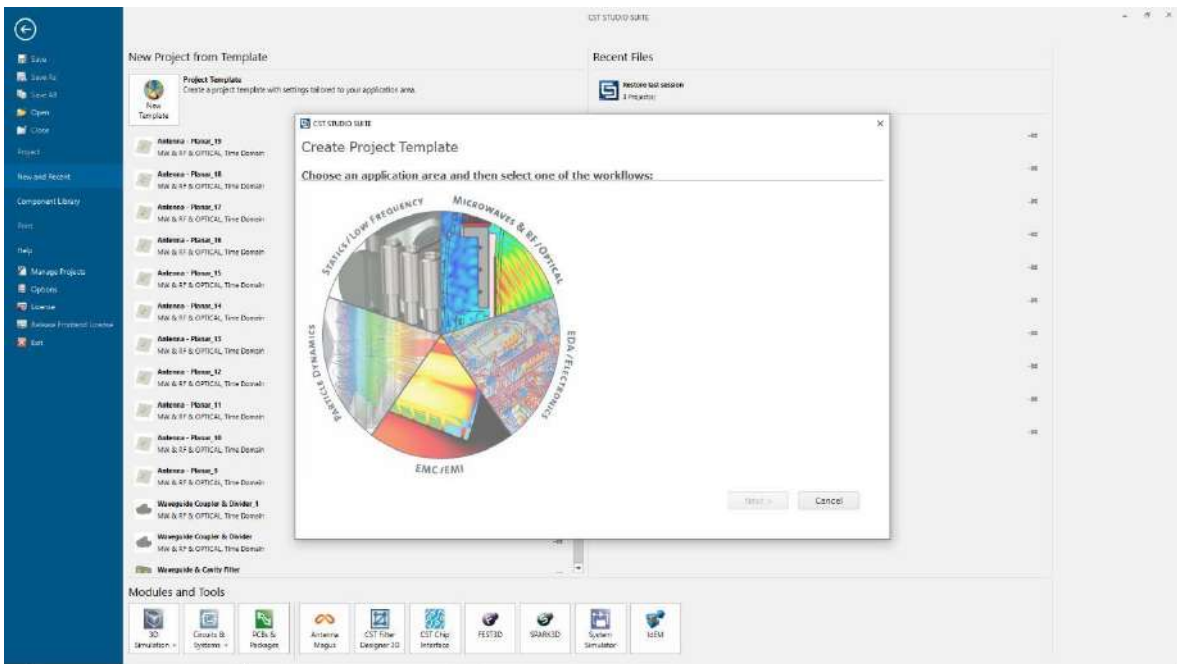 CST STUDIO SUITE
Save
Save As
Save All
Open
Close
Project
New and Recent
Component Library
Print
Help
Manage Projects
Options
License
Release Frontend License
Exit
New Project from Template
New Template
Project Template
Create a project template with settings tailored to your application area.
Antenna - Planar_19
MW & RF & OPTICAL, Time Domain
Antenna - Planar_18
MW & RF & OPTICAL, Time Domain
Antenna - Planar_17
MW & RF & OPTICAL, Time Domain
Antenna - Planar_16
MW & RF & OPTICAL, Time Domain
Antenna - Planar_15
MW & RF & OPTICAL, Time Domain
Antenna - Planar_14
MW & RF & OPTICAL, Time Domain
Antenna - Planar_13
MW & RF & OPTICAL, Time Domain
Antenna - Planar_12
MW & RF & OPTICAL, Time Domain
Antenna - Planar_11
MW & RF & OPTICAL, Time Domain
Antenna - Planar_10
MW & RF & OPTICAL, Time Domain
Antenna - Planar_9
MW & RF & OPTICAL, Time Domain
Waveguide Coupler & Divider_1
MW & RF & OPTICAL, Time Domain
Waveguide Coupler & Divider
MW & RF & OPTICAL, Time Domain
Waveguide & Cavity Filter
Recent Files
Restore last session
CST STUDIO SUITE
Create Project Template
Choose an application area and then select one of the workflows:
STATICS/LOW FREQUENCY
MICROWAVES & RF/OPTICAL
EDA/ELECTRONICS
EMC/EMI
PARTICLE DYNAMICS
Next >
Cancel
Modules and Tools
3D Simulation
Circuits & Systems
PCBs & Packages
Antenna Magus
CST Filter Designer 2D
CST Chip Interface
FEST3D
SPARK3D
System Simulator
IdEM